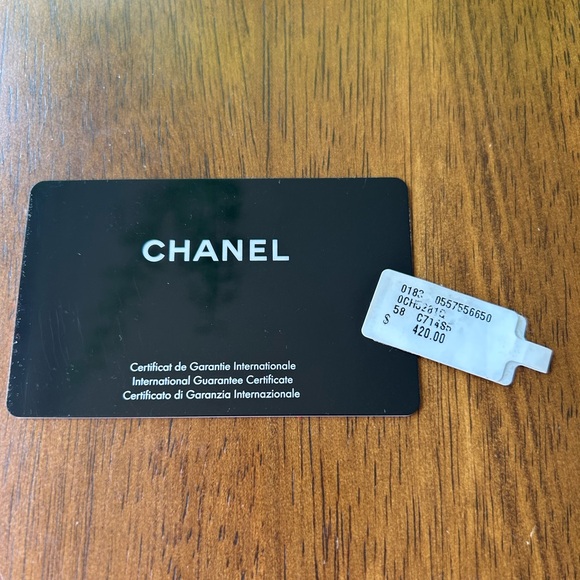 CHANEL
Certificat de Garantie Internationale
International Guarantee Certificate
Certificato di Garanzia Internazionale
0557556650
58
$ 420.00